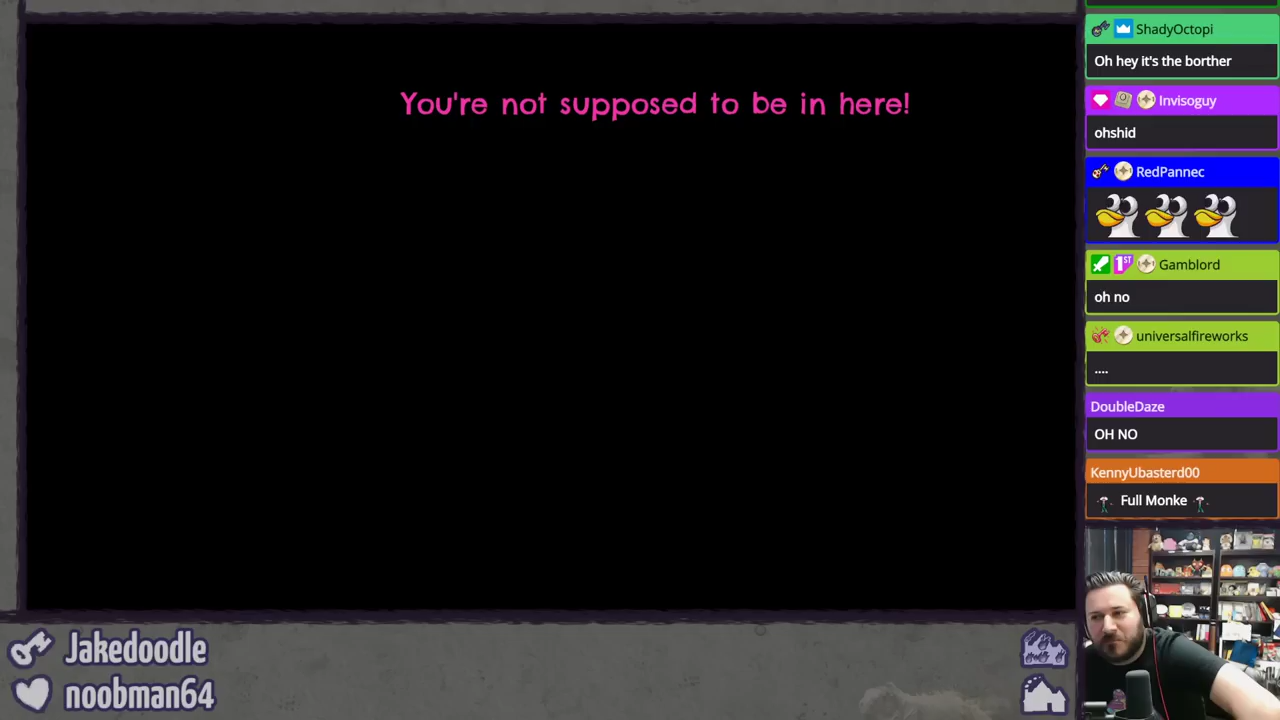 You're not supposed to be in here!
ShadyOctopi
Oh hey it's the borther
Invisoguy
ohshid
RedPannec
1ST Gamblord
oh no
universalfireworks
....
DoubleDaze
OH NO
KennyUbasterd00
Full Monke
Jakedoodle
noobman64